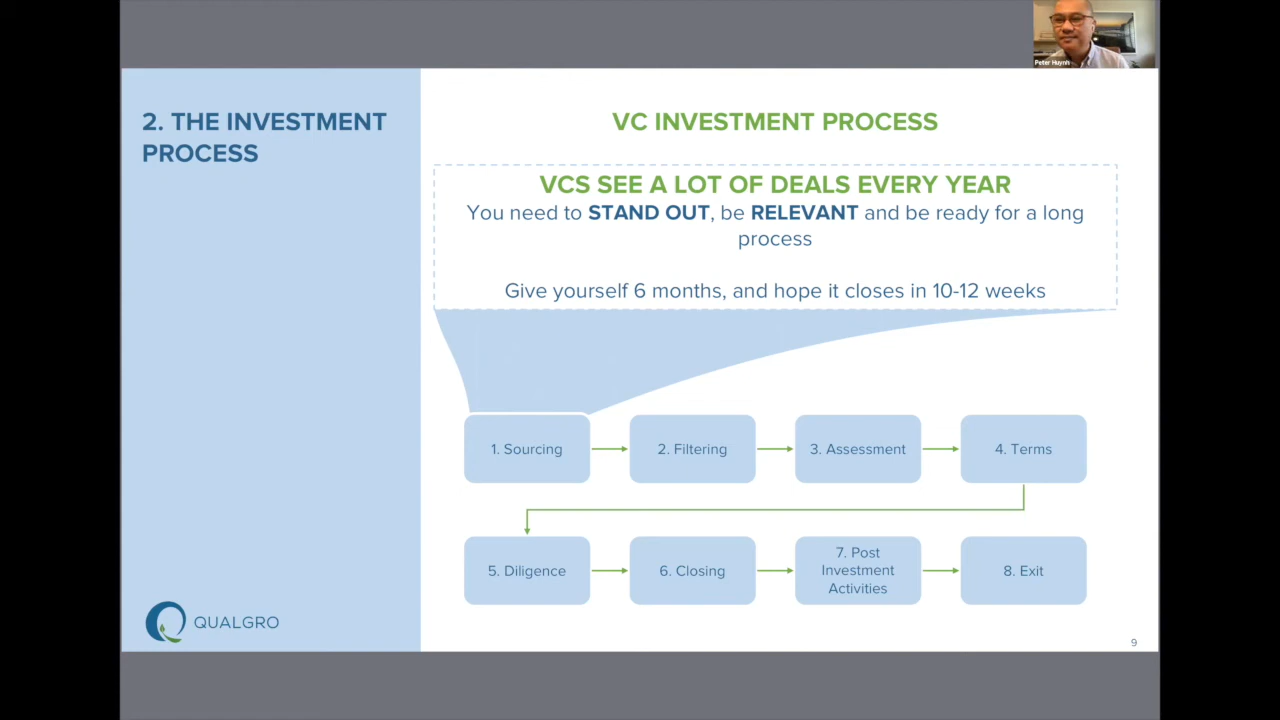 Peter Huynh
2. THE INVESTMENT
PROCESS
VC INVESTMENT PROCESS
VCS SEE A LOT OF DEALS EVERY YEAR
You need to STAND OUT, be RELEVANT and be ready for a long
process
Give yourself 6 months, and hope it closes in 10-12 weeks
1. Sourcing
2. Filtering
3. Assessment
4. Terms
5. Diligence
6. Closing
7. Post
Investment
Activities
8. Exit
QUALGRO
9